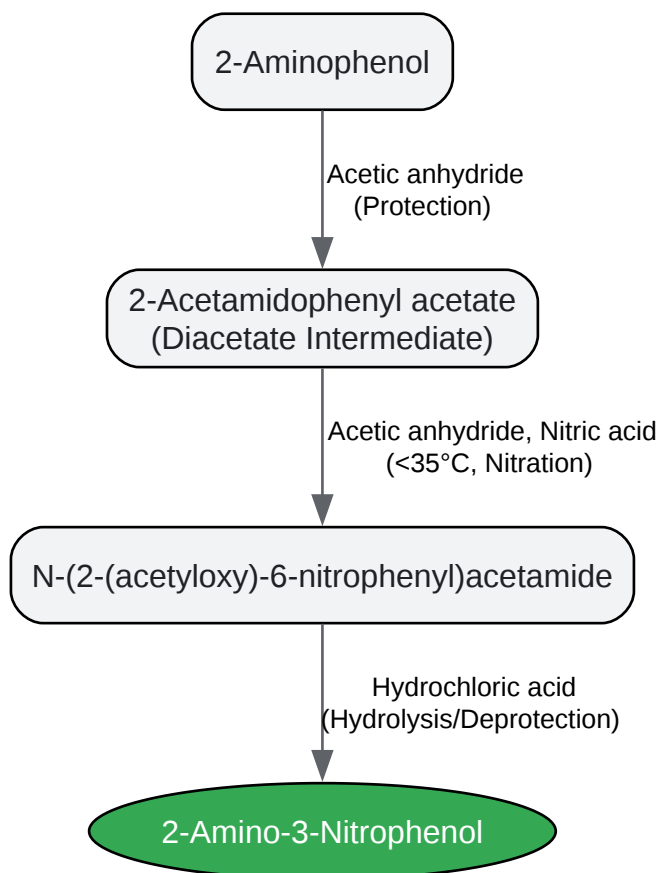 2-Aminophenol
Acetic anhydride
(Protection)
2-Acetamidophenyl acetate
(Diacetate Intermediate)
Acetic anhydride, Nitric acid
(<35°C, Nitration)
N-(2-(acetyloxy)-6-nitrophenyl)acetamide
Hydrochloric acid
(Hydrolysis/Deprotection)
2-Amino-3-Nitrophenol